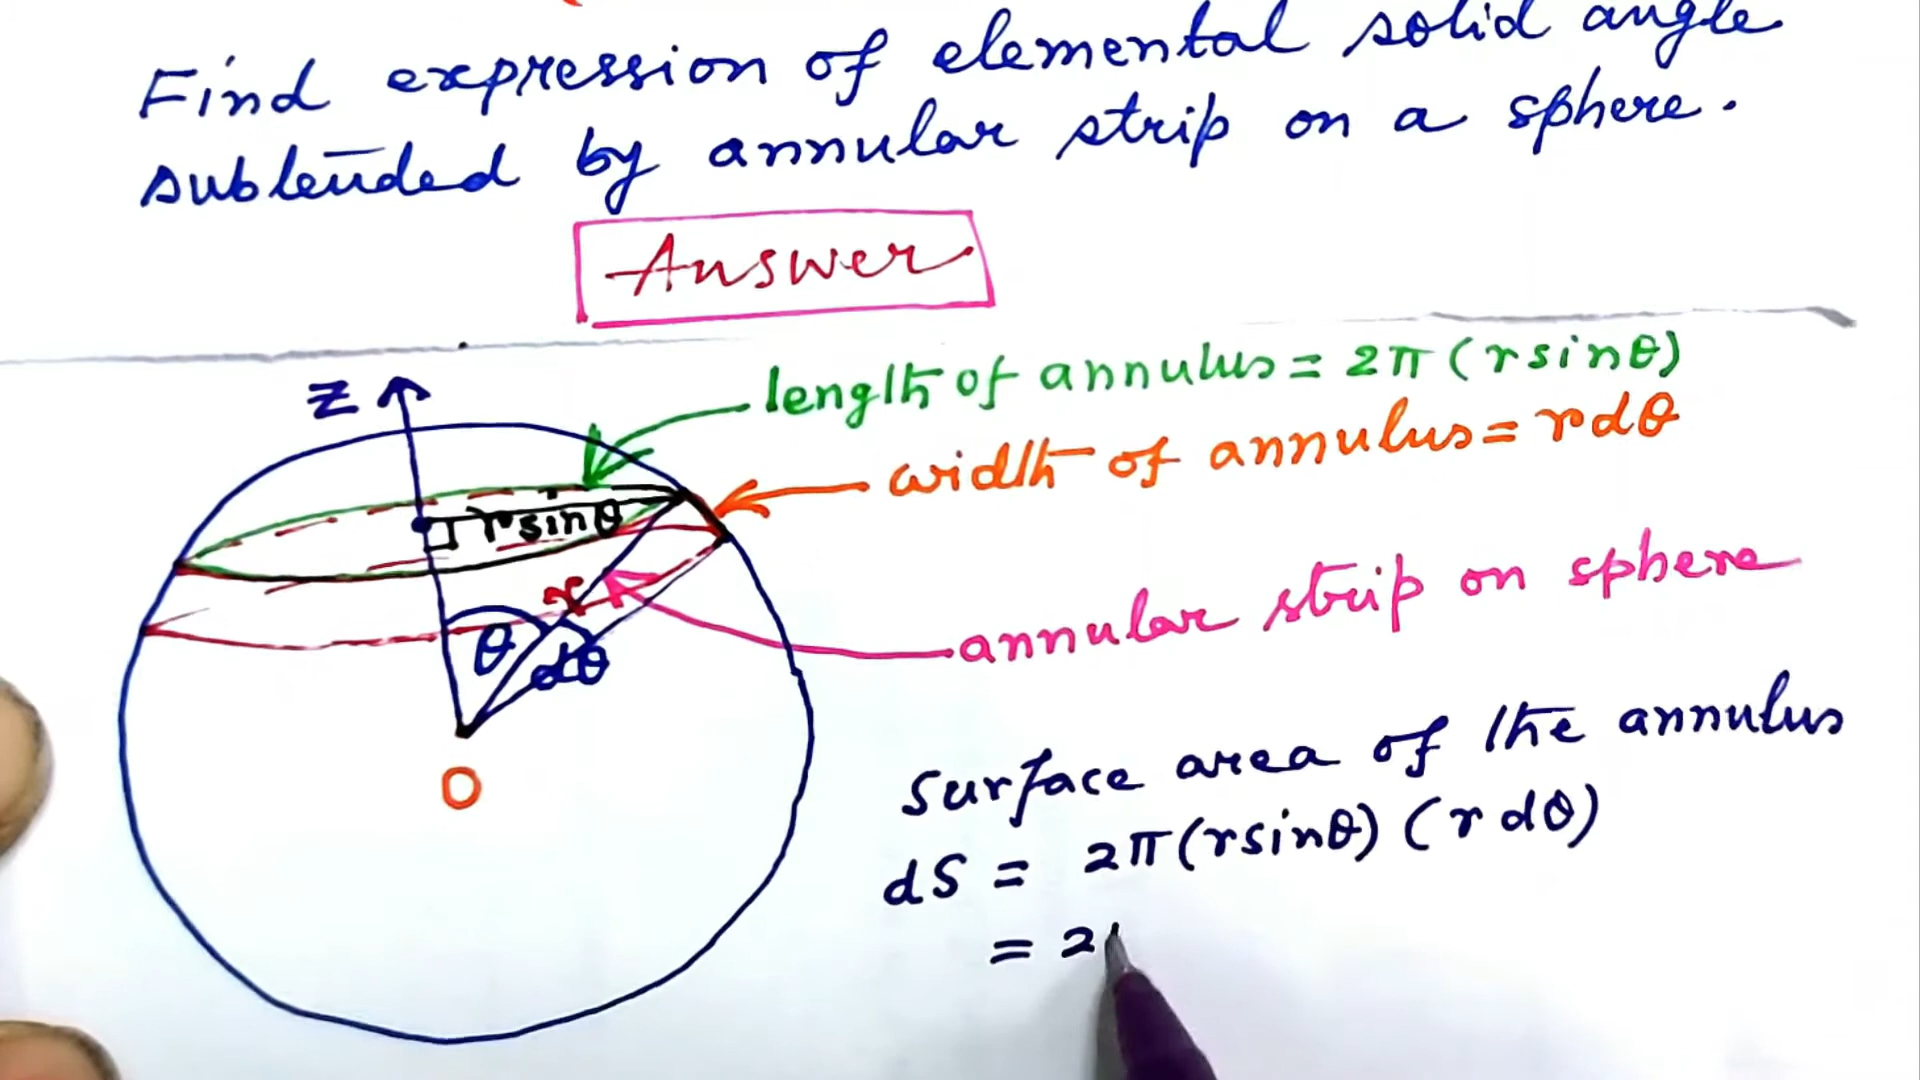 Find expression of elemental solid angle
subtended by annular strip on a sphere.
Answer
Z
length of annulus = 2π (r sinθ)
width of annulus = r dθ
r sinθ
r
annular strip on sphere
θ
dθ
O
Surface area of the annulus
dS = 2π (r sinθ) (r dθ)
= 2